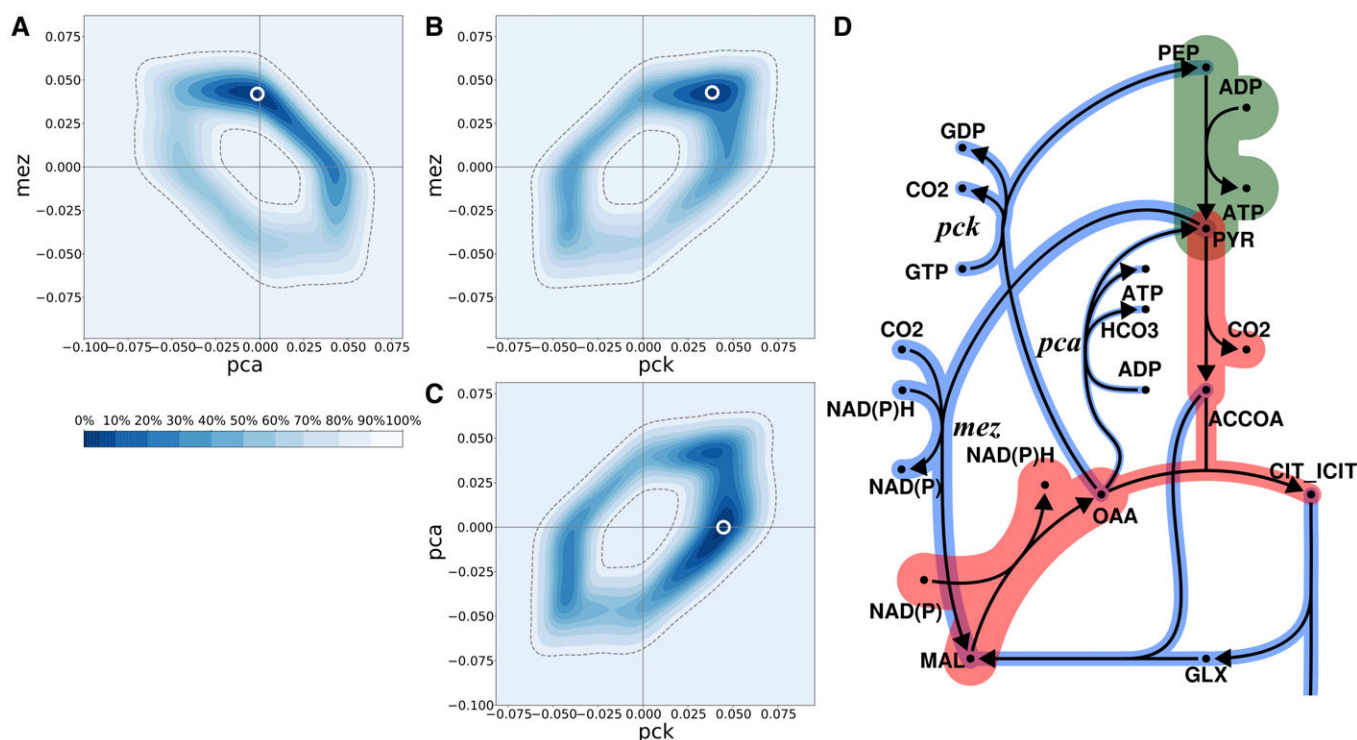 A
0.075
0.050
0.025
0.000
−0.025
−0.050
−0.075
mez
−0.100−0.075−0.050−0.025 0.000 0.025 0.050 0.075
pca
0% 10% 20% 30% 40% 50% 60% 70% 80% 90%100%
B
0.075
0.050
0.025
0.000
−0.025
−0.050
−0.075
mez
−0.075−0.050−0.025 0.000 0.025 0.050 0.075
pck
C
0.075
0.050
0.025
0.000
−0.025
−0.050
−0.075
−0.100
pca
−0.075−0.050−0.025 0.000 0.025 0.050 0.075
pck
D
PEP
ADP
GDP
CO2
ATP
pck
PYR
GTP
ATP
CO2
HCO3
CO2
pca
ADP
NAD(P)H
ACCOA
mez
NAD(P)H
CIT_ICIT
NAD(P)
OAA
NAD(P)
MAL
GLX